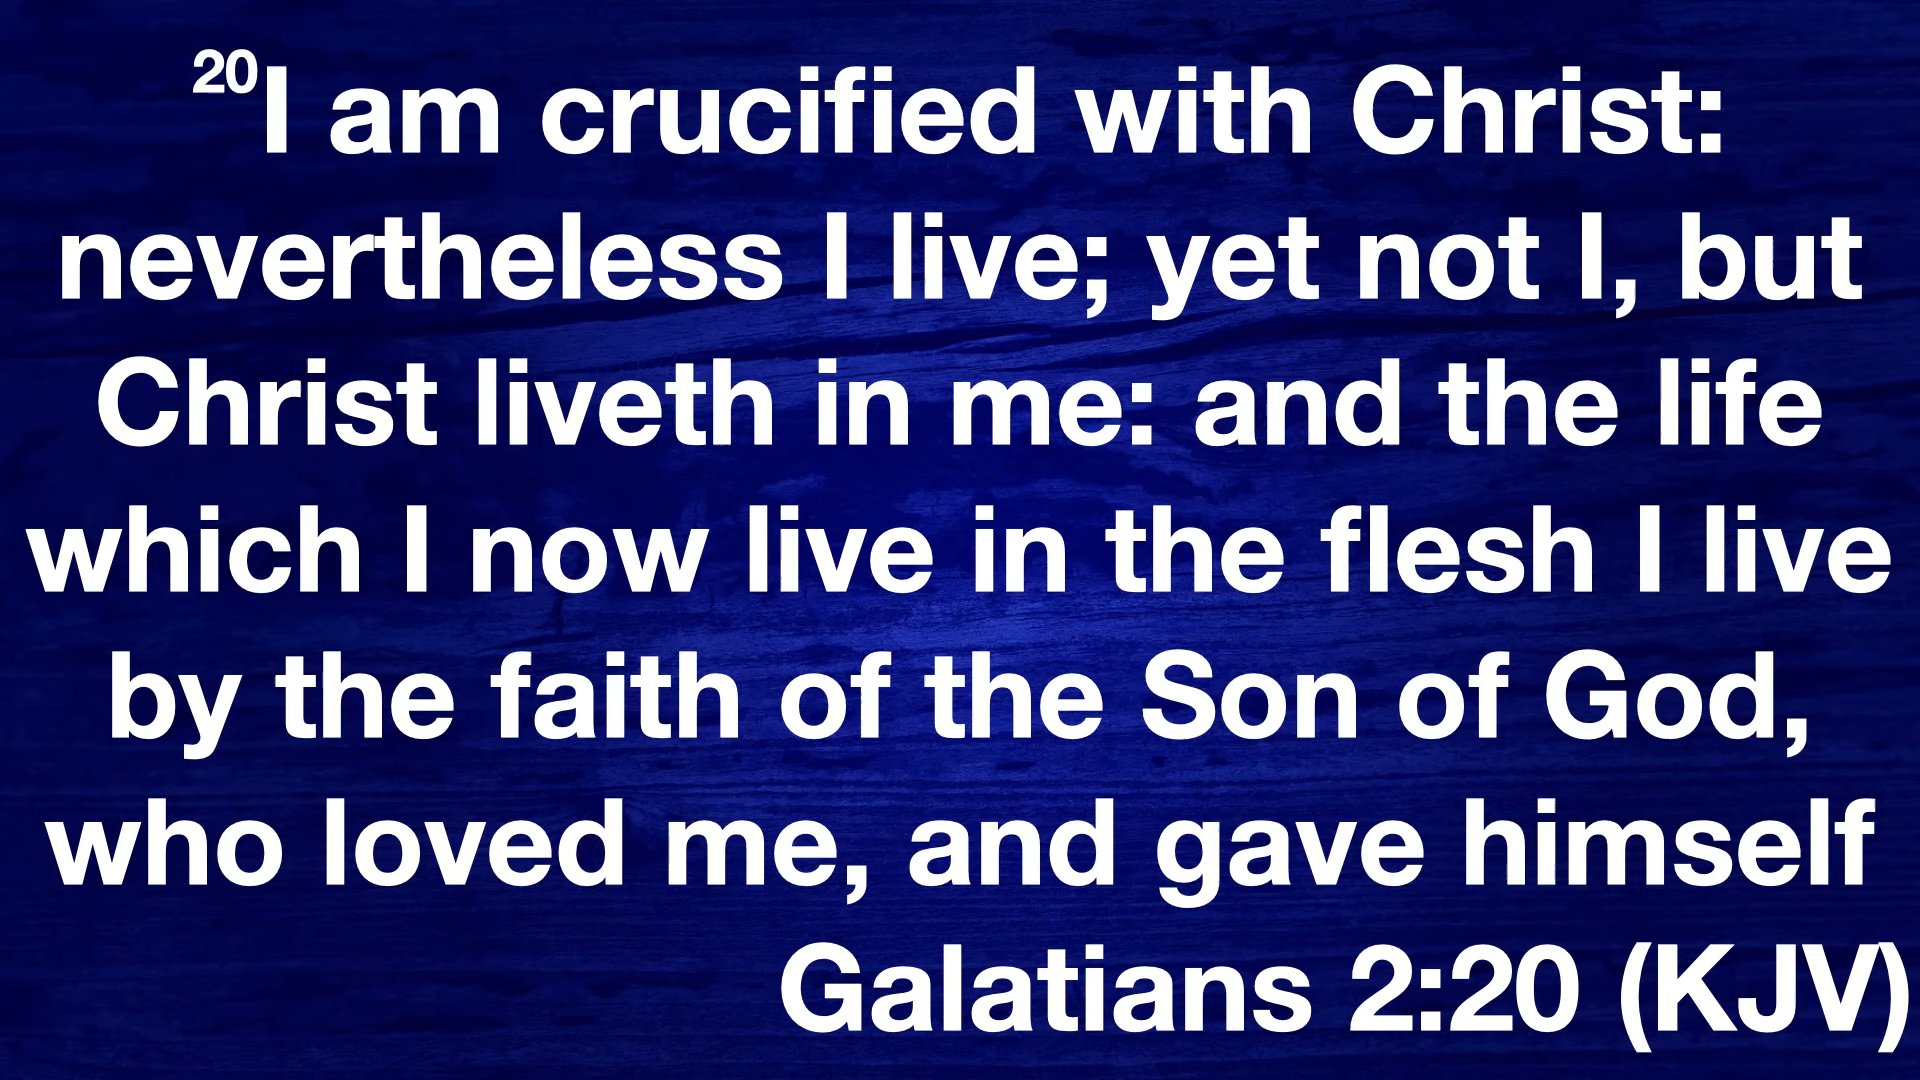 20I am crucified with Christ:
nevertheless I live; yet not I, but
Christ liveth in me: and the life
which I now live in the flesh I live
by the faith of the Son of God,
who loved me, and gave himself
Galatians 2:20 (KJV)